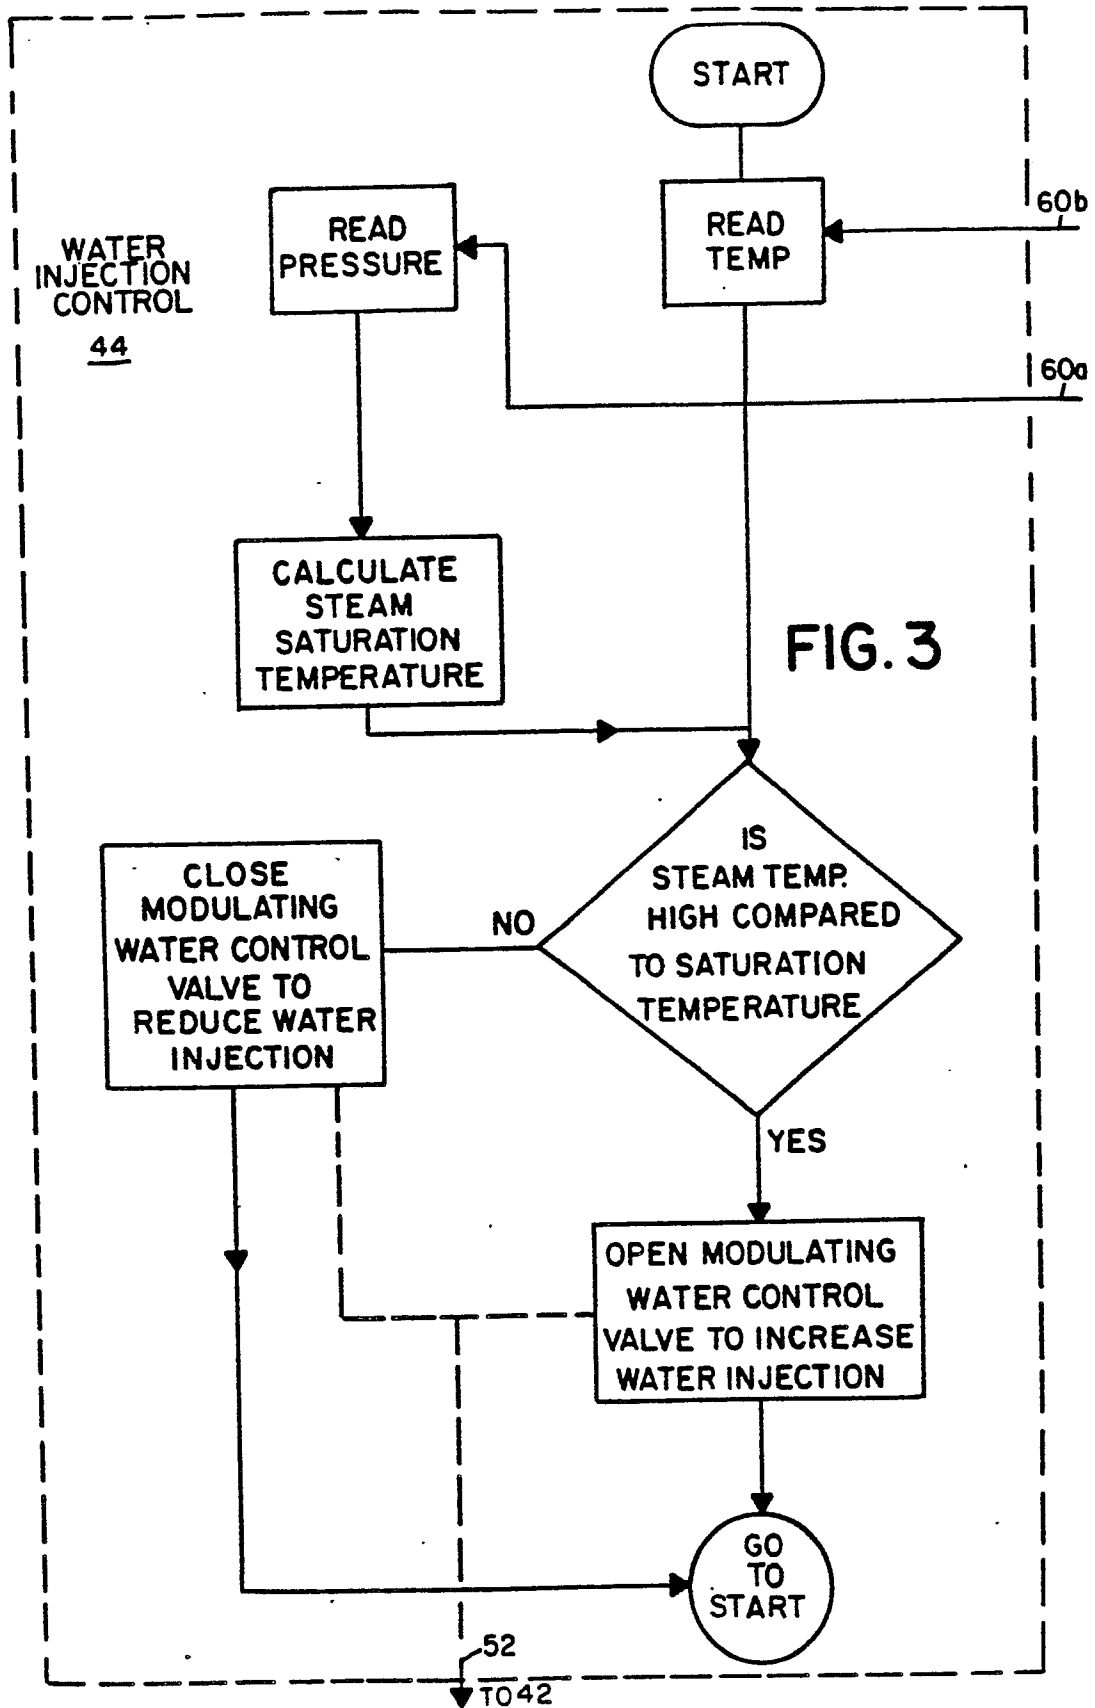 START
READ
TEMP
60b
READ
PRESSURE
WATER
INJECTION
CONTROL
44
60a
CALCULATE
STEAM
SATURATION
TEMPERATURE
FIG. 3
IS
STEAM TEMP.
HIGH COMPARED
TO SATURATION
TEMPERATURE
NO
CLOSE
MODULATING
WATER CONTROL
VALVE TO
REDUCE WATER
INJECTION
YES
OPEN MODULATING
WATER CONTROL
VALVE TO INCREASE
WATER INJECTION
GO
TO
START
52
TO 42